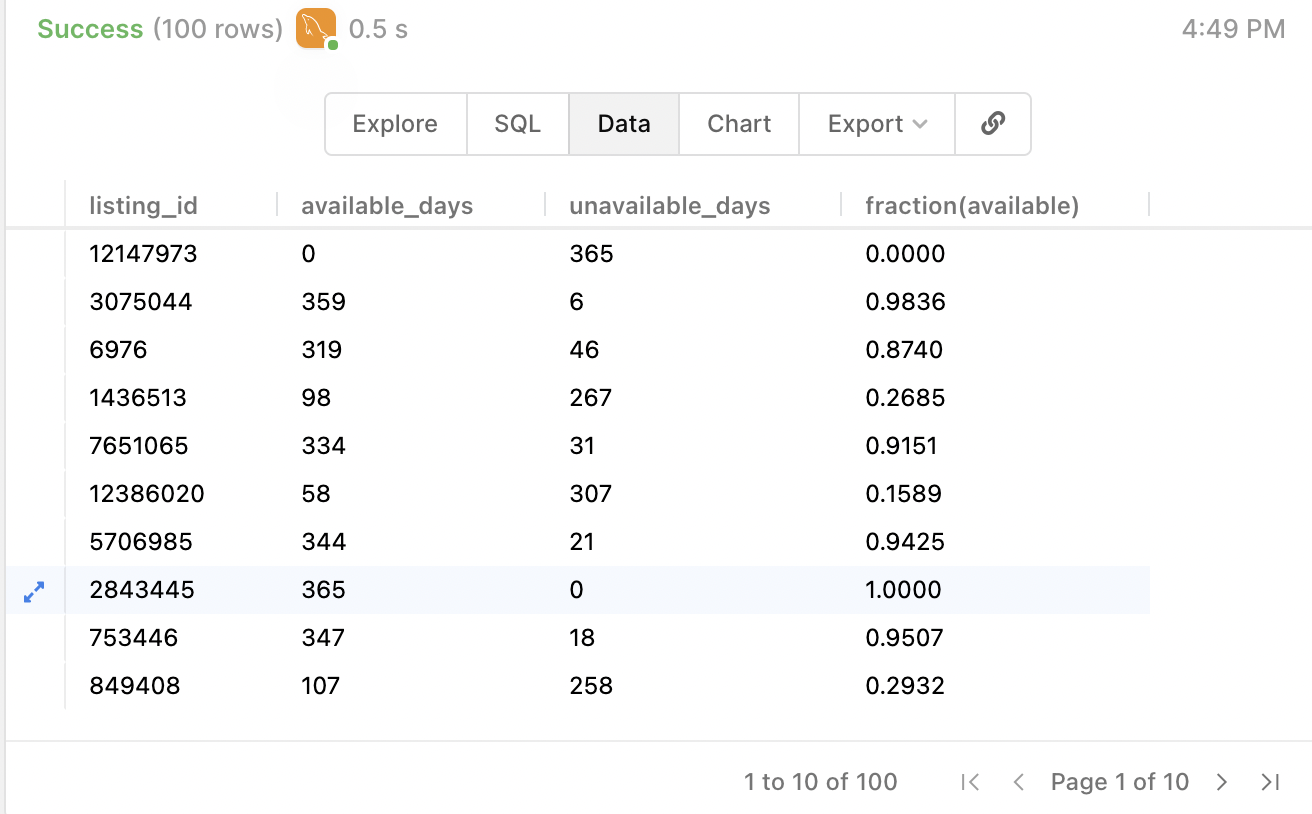 Success (100 rows) 0.5 s 4:49 PM
Explore SQL Data Chart Export
listing_id available_days unavailable_days fraction(available)
12147973 0 365 0.0000
3075044 359 6 0.9836
6976 319 46 0.8740
1436513 98 267 0.2685
7651065 334 31 0.9151
12386020 58 307 0.1589
5706985 344 21 0.9425
2843445 365 0 1.0000
753446 347 18 0.9507
849408 107 258 0.2932
1 to 10 of 100 Page 1 of 10